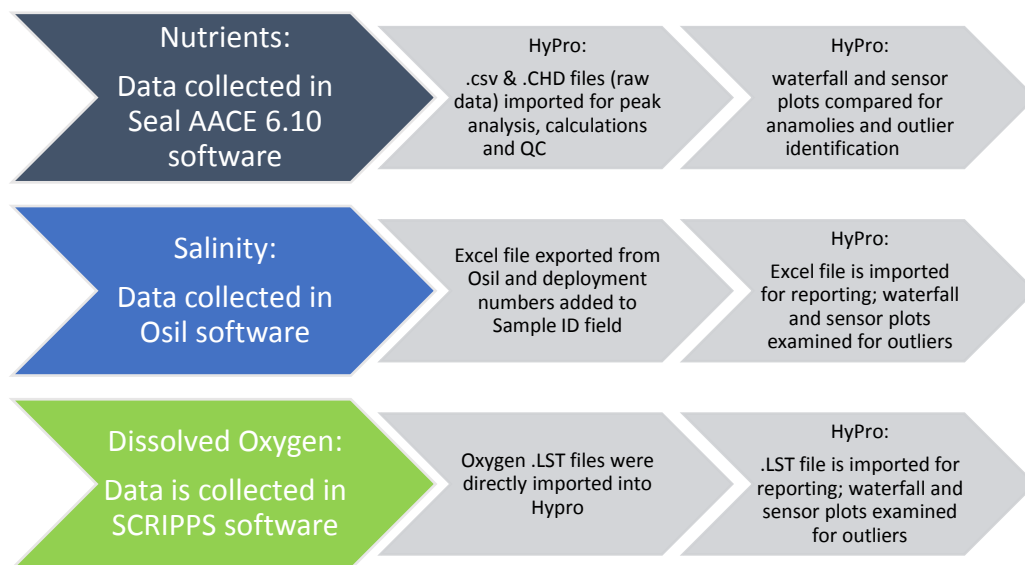 Nutrients:
Data collected in
Seal AACE 6.10
software
HyPro:
.csv & .CHD files (raw
data) imported for peak
analysis, calculations
and QC
HyPro:
waterfall and sensor
plots compared for
anamolies and outlier
identification
Salinity:
Data collected in
Osil software
Excel file exported from
Osil and deployment
numbers added to
Sample ID field
HyPro:
Excel file is imported
for reporting; waterfall
and sensor plots
examined for outliers
Dissolved Oxygen:
Data is collected in
SCRIPPS software
Oxygen .LST files were
directly imported into
Hypro
HyPro:
.LST file is imported for
reporting; waterfall and
sensor plots examined
for outliers